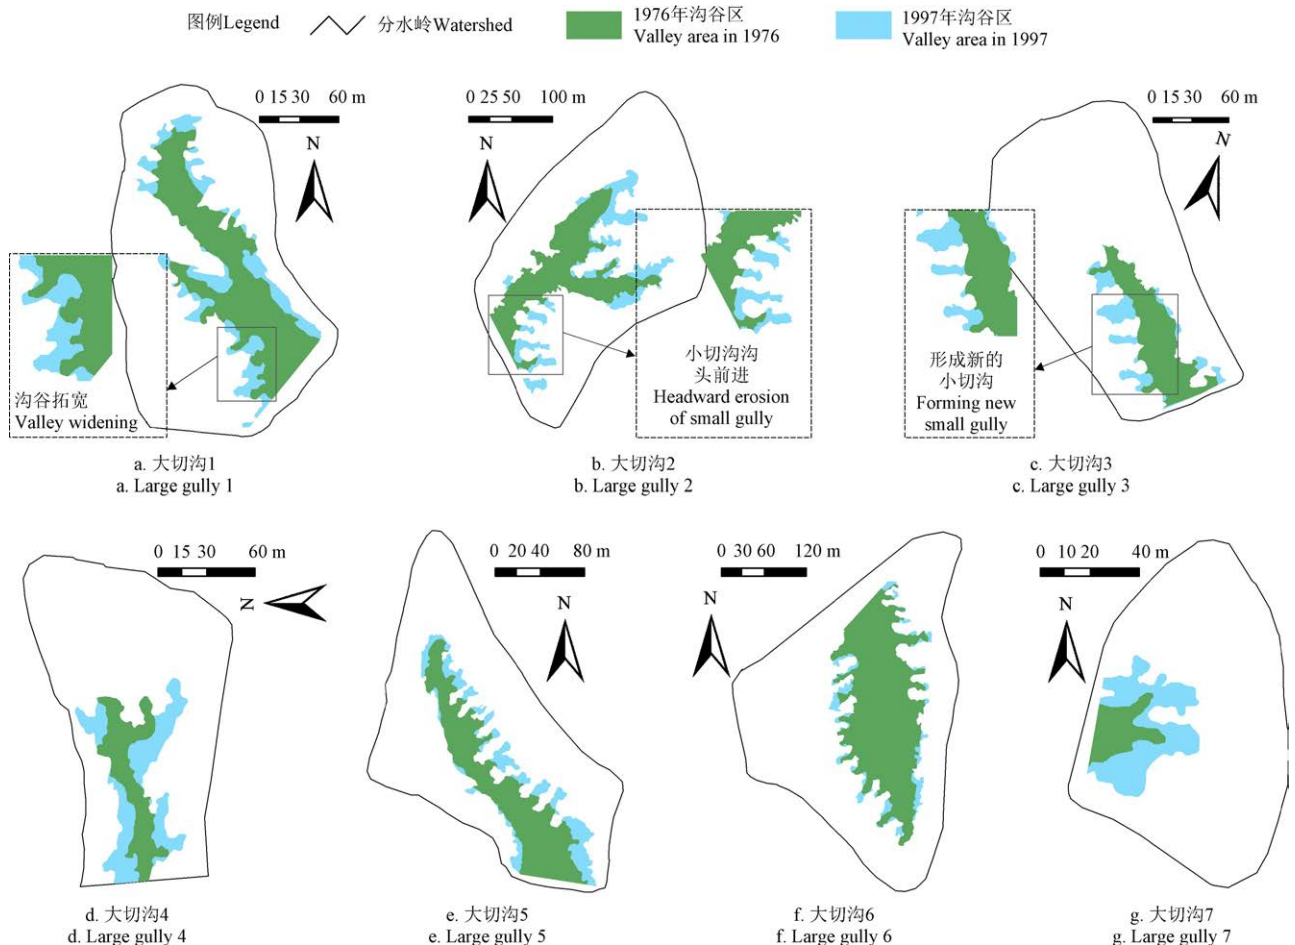 图例Legend
分水岭Watershed
1976年沟谷区
Valley area in 1976
1997年沟谷区
Valley area in 1997
0 15 30 60 m
N
沟谷拓宽
Valley widening
a. 大切沟1
a. Large gully 1
0 25 50 100 m
N
小切沟沟
头前进
Headward erosion
of small gully
b. 大切沟2
b. Large gully 2
0 15 30 60 m
N
形成新的
小切沟
Forming new
small gully
c. 大切沟3
c. Large gully 3
0 15 30 60 m
N
d. 大切沟4
d. Large gully 4
0 20 40 80 m
N
e. 大切沟5
e. Large gully 5
0 30 60 120 m
N
f. 大切沟6
f. Large gully 6
0 10 20 40 m
N
g. 大切沟7
g. Large gully 7